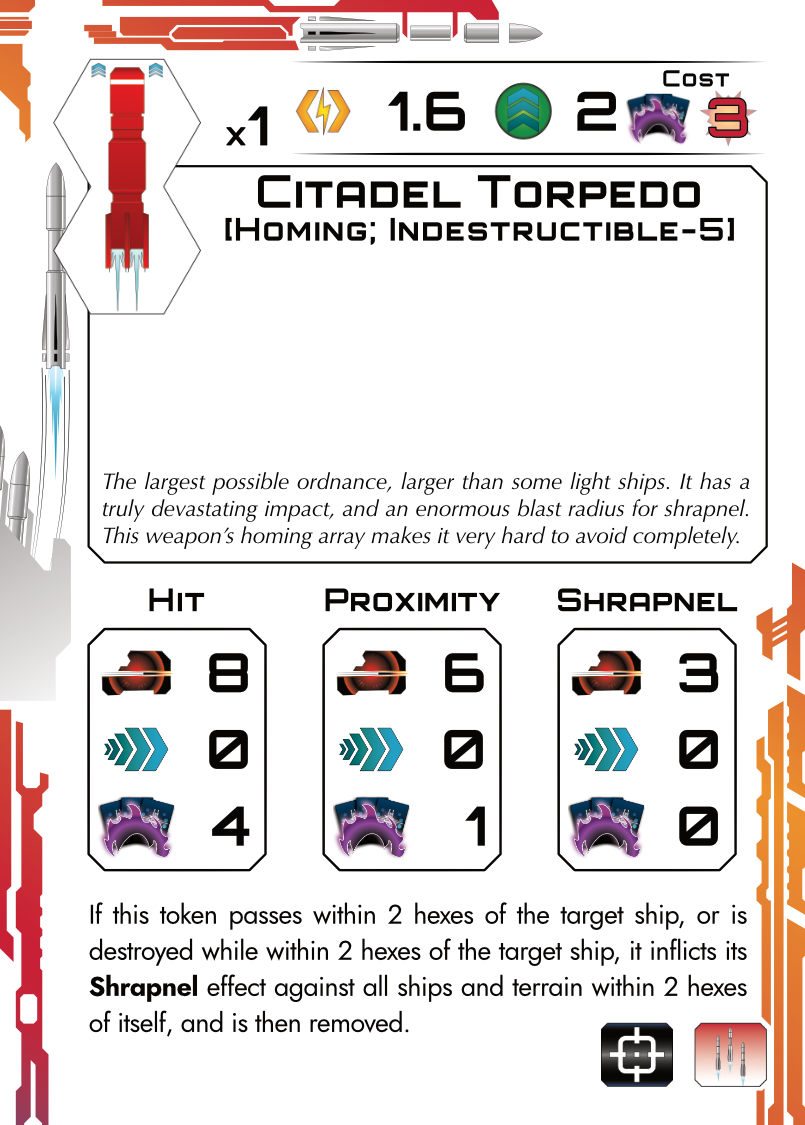 Cost
x1 1.6 2 3
Citadel Torpedo
[Homing; Indestructible-5]
The largest possible ordnance, larger than some light ships. It has a
truly devastating impact, and an enormous blast radius for shrapnel.
This weapon's homing array makes it very hard to avoid completely.
Hit Proximity Shrapnel
8 6 3
0 0 0
4 1 0
If this token passes within 2 hexes of the target ship, or is
destroyed while within 2 hexes of the target ship, it inflicts its
Shrapnel effect against all ships and terrain within 2 hexes
of itself, and is then removed.